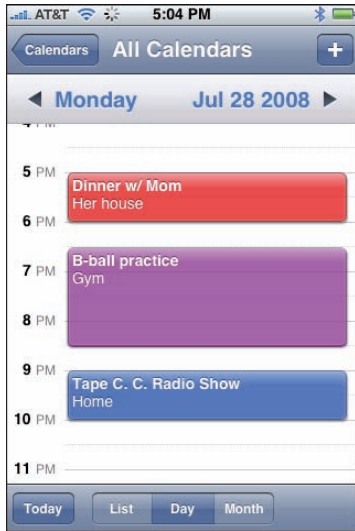 AT&T 5:04 PM
Calendars All Calendars +
Monday Jul 28 2008
4 PM
5 PM
Dinner w/ Mom
Her house
6 PM
B-ball practice
7 PM
Gym
8 PM
9 PM
Tape C. C. Radio Show
Home
10 PM
11 PM
Today List Day Month